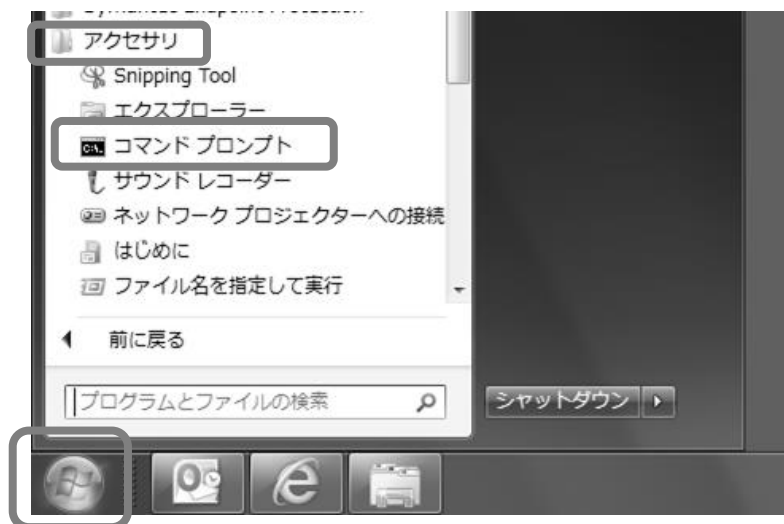 アクセサリ
Snipping Tool
エクスプローラー
コマンド プロンプト
サウンド レコーダー
ネットワーク プロジェクターへの接続
はじめに
ファイル名を指定して実行
前に戻る
プログラムとファイルの検索
シャットダウン